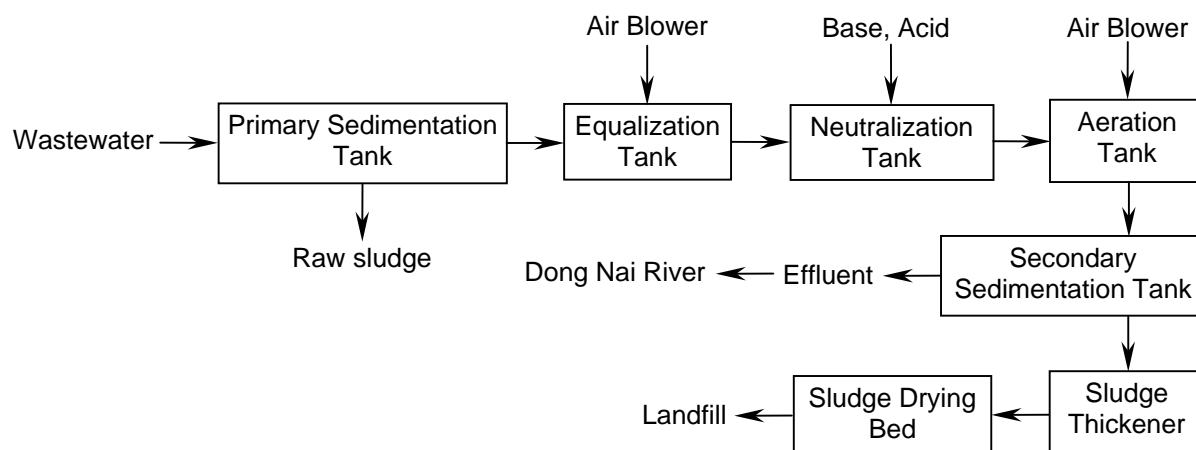 Air Blower
Base, Acid
Air Blower
Wastewater
Primary Sedimentation
Tank
Equalization
Tank
Neutralization
Tank
Aeration
Tank
Raw sludge
Dong Nai River
Effluent
Secondary
Sedimentation Tank
Landfill
Sludge Drying
Bed
Sludge
Thickener